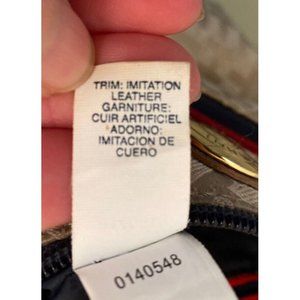 TRIM: IMITATION
LEATHER
GARNITURE:
CUIR ARTIFICIEL
ADORNO:
IMITACION DE
CUERO
0140548